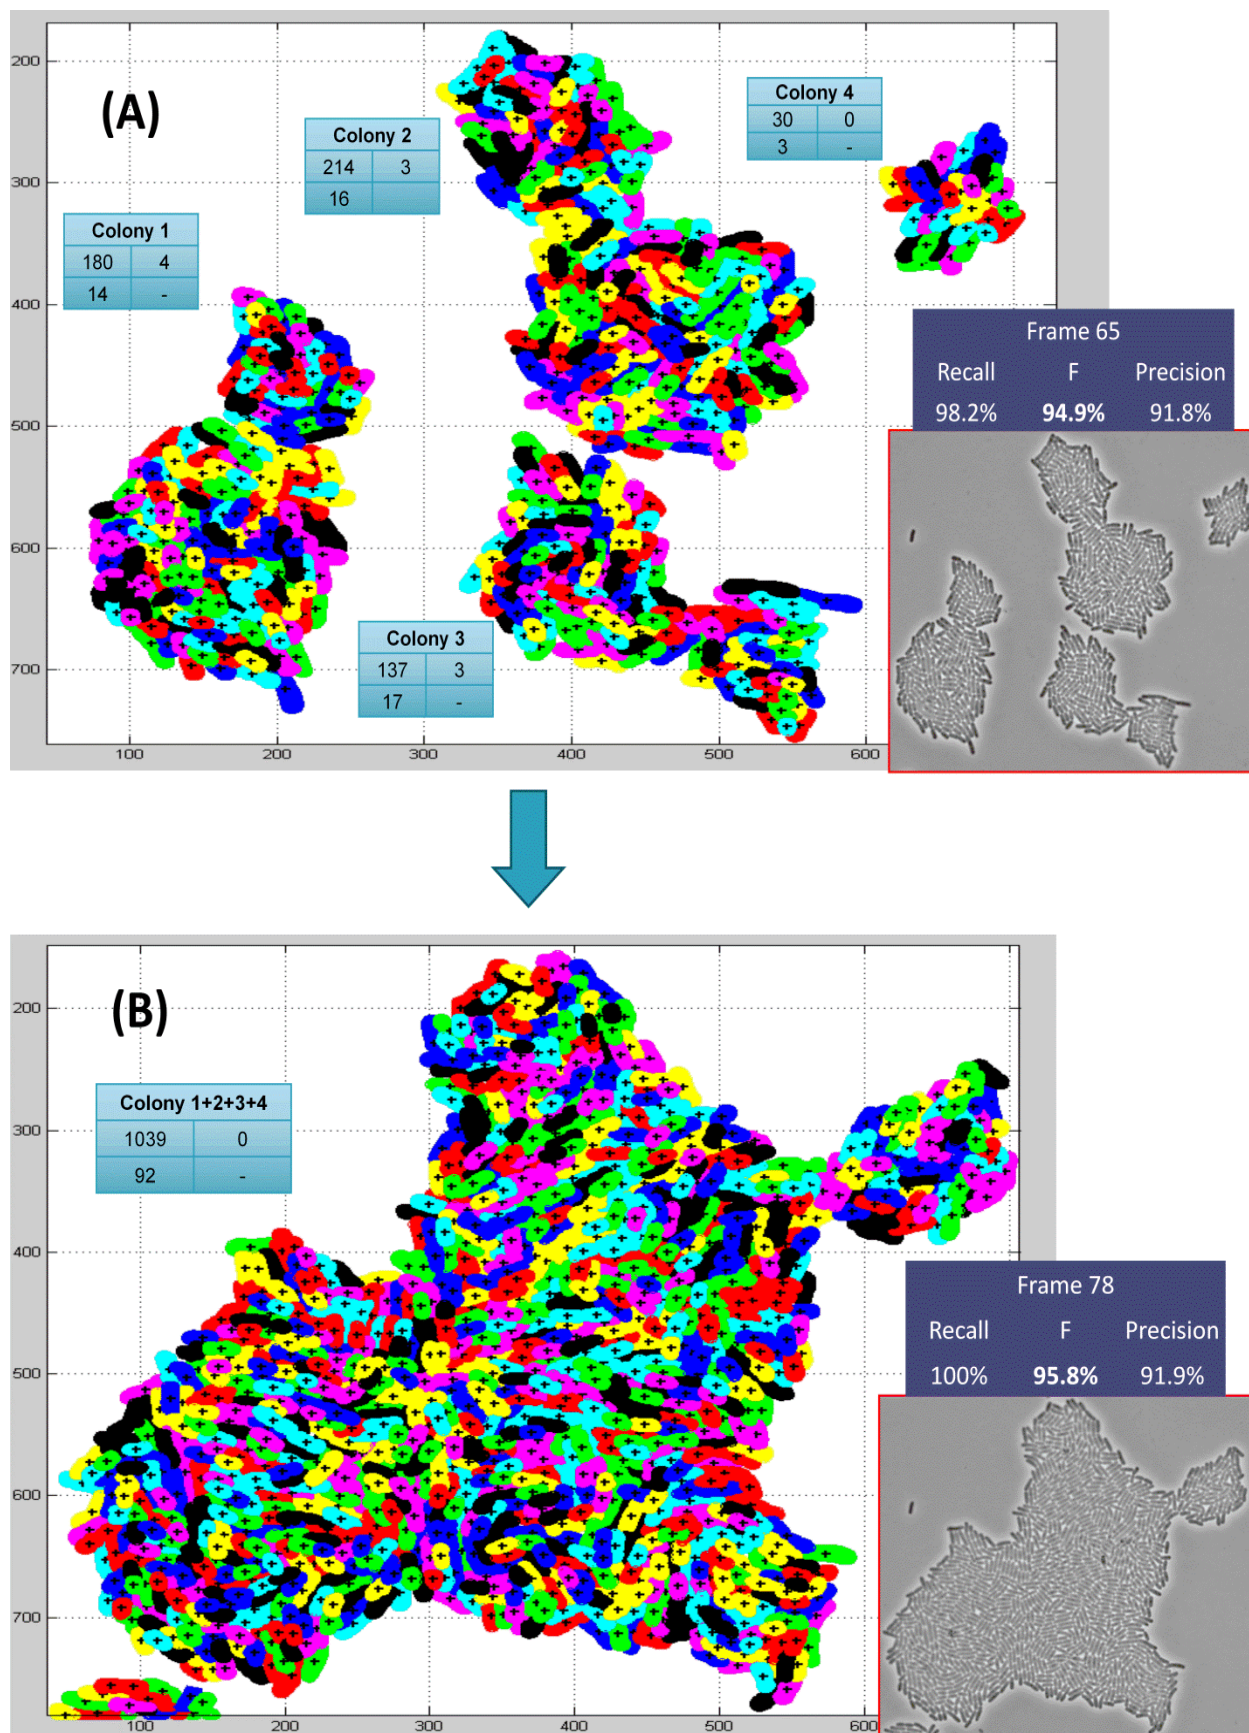 200
300
400
500
600
700
100
200
300
400
500
600
(A)
Colony 1
180 4
14 -
Colony 2
214 3
16
Colony 3
137 3
17 -
Colony 4
30 0
3 -
Frame 65
Recall F Precision
98.2% 94.9% 91.8%
200
300
400
500
600
700
100
200
300
400
500
600
(B)
Colony 1+2+3+4
1039 0
92 -
Frame 78
Recall F Precision
100% 95.8% 91.9%